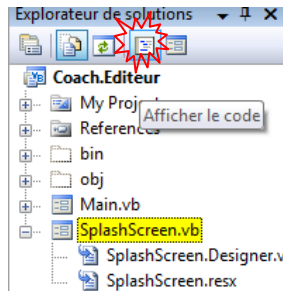 Explorateur de solutions
Coach.Editeur
My Proj
Afficher le code
References
bin
obj
Main.vb
SplashScreen.vb
SplashScreen.Designer.v
SplashScreen.resx